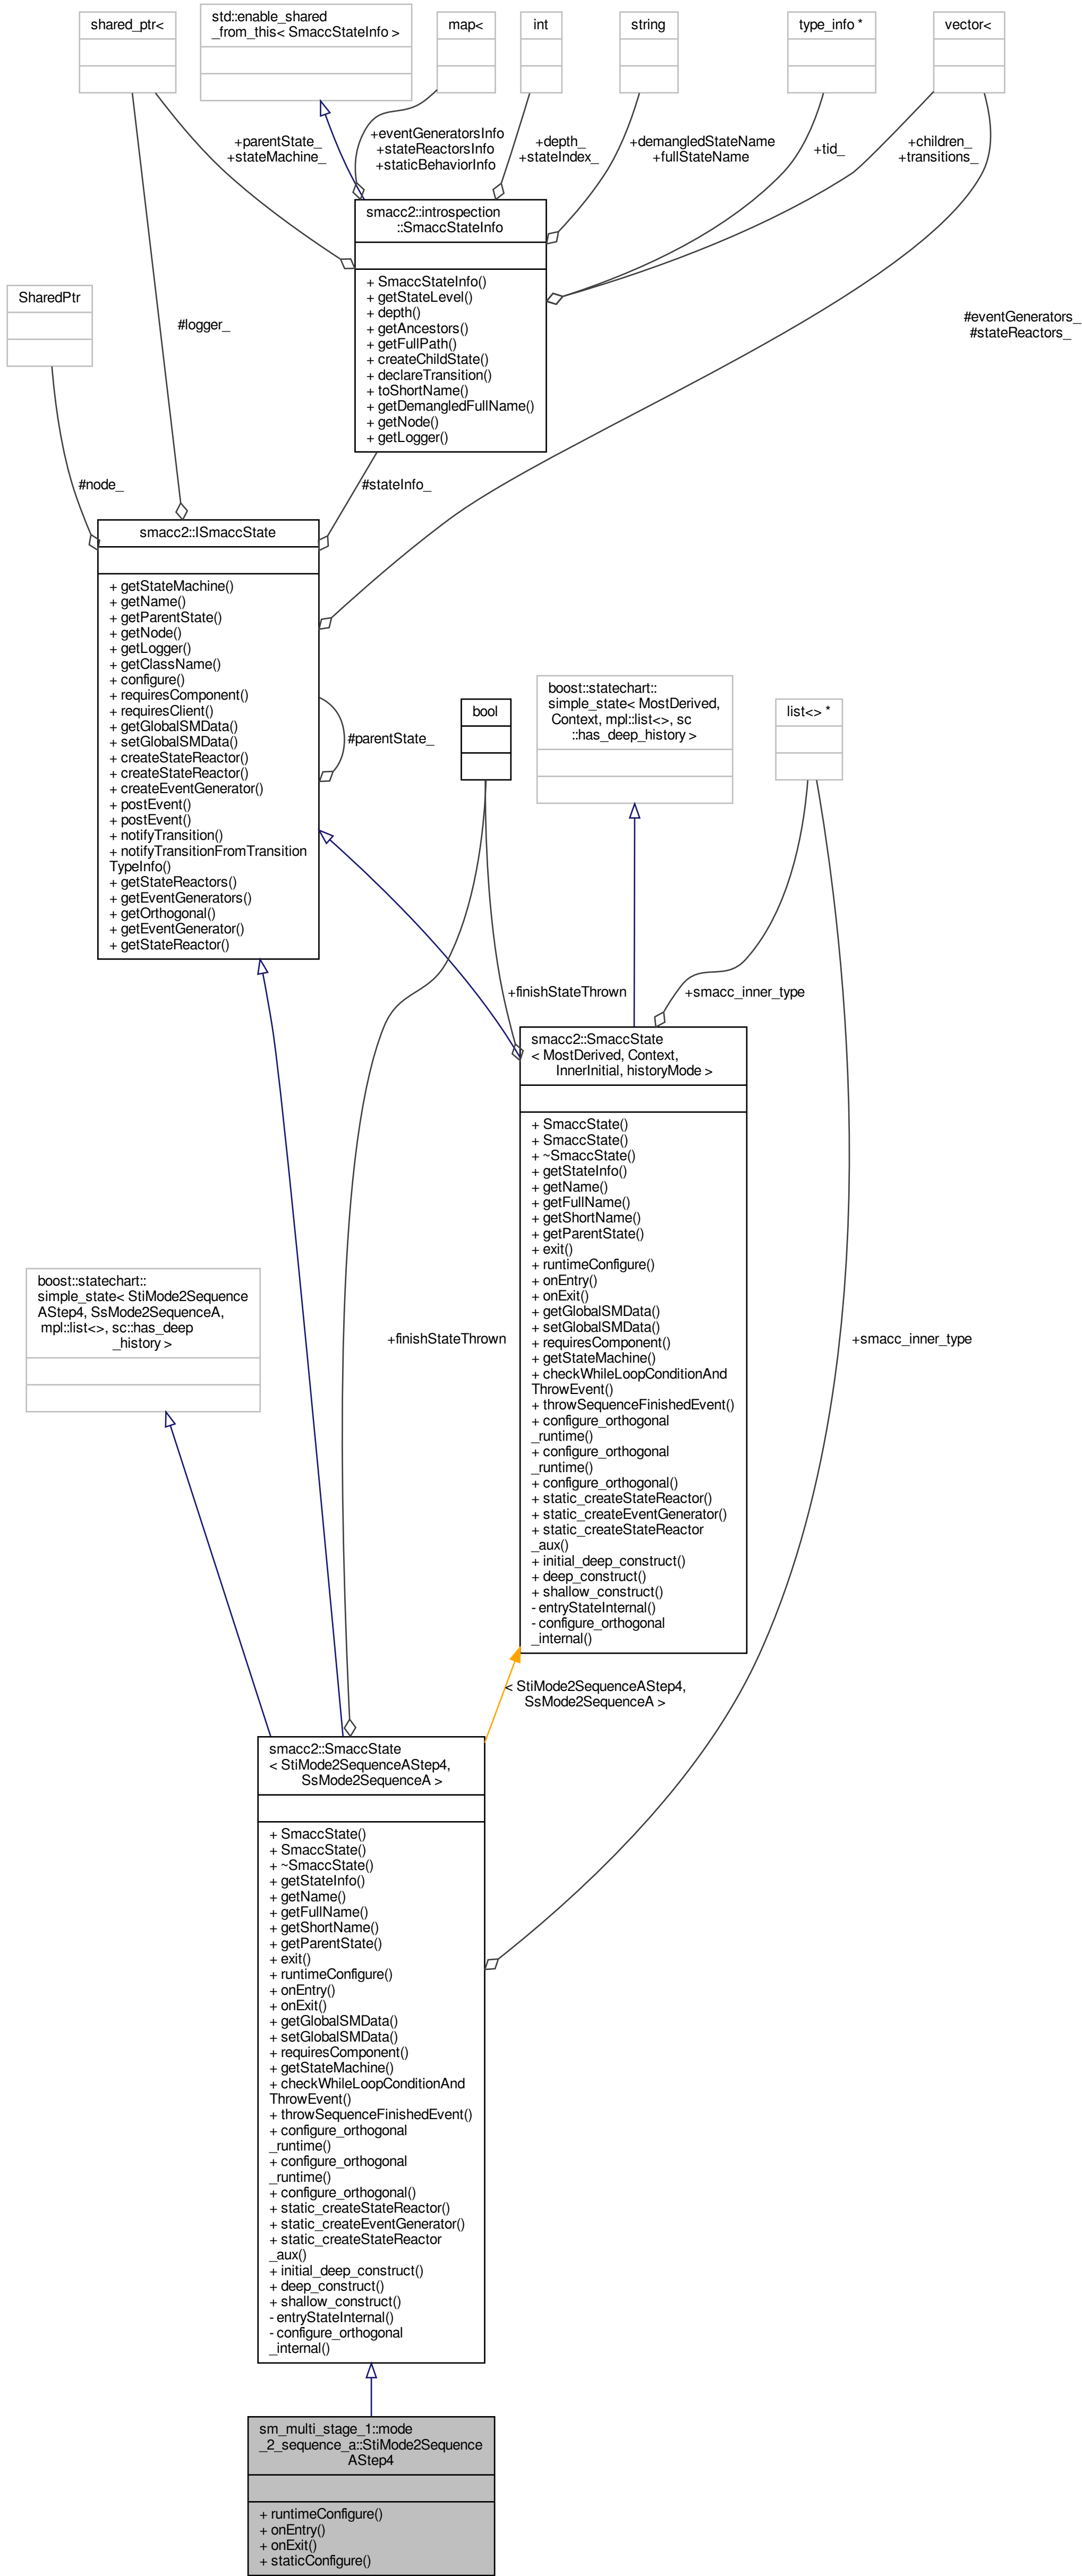 shared_ptr<
std::enable_shared
_from_this< SmaccStateInfo >
map<
int
string
type_info *
vector<
+parentState_
+stateMachine_
+eventGeneratorsInfo
+stateReactorsInfo
+staticBehaviorInfo
+depth_
+stateIndex_
+demangledStateName
+fullStateName
+tid_
+children_
+transitions_
smacc2::introspection
::SmaccStateInfo
+ SmaccStateInfo()
+ getStateLevel()
+ depth()
+ getAncestors()
+ getFullPath()
+ createChildState()
+ declareTransition()
+ toShortName()
+ getDemangledFullName()
+ getNode()
+ getLogger()
SharedPtr
#logger_
#eventGenerators_
#stateReactors_
#node_
#stateInfo_
smacc2::ISmaccState
+ getStateMachine()
+ getName()
+ getParentState()
+ getNode()
+ getLogger()
+ getClassName()
+ configure()
+ requiresComponent()
+ requiresClient()
+ getGlobalSMData()
+ setGlobalSMData()
+ createStateReactor()
+ createStateReactor()
+ createEventGenerator()
+ postEvent()
+ postEvent()
+ notifyTransition()
+ notifyTransitionFromTransition
TypeInfo()
+ getStateReactors()
+ getEventGenerators()
+ getOrthogonal()
+ getEventGenerator()
+ getStateReactor()
#parentState_
bool
boost::statechart::
simple_state< MostDerived,
Context, mpl::list<>, sc
::has_deep_history >
list<> *
+finishStateThrown
+smacc_inner_type
smacc2::SmaccState
< MostDerived, Context,
InnerInitial, historyMode >
+ SmaccState()
+ SmaccState()
+ ~SmaccState()
+ getStateInfo()
+ getName()
+ getFullName()
+ getShortName()
+ getParentState()
+ exit()
+ runtimeConfigure()
+ onEntry()
+ onExit()
+ getGlobalSMData()
+ setGlobalSMData()
+ requiresComponent()
+ getStateMachine()
+ checkWhileLoopConditionAnd
ThrowEvent()
+ throwSequenceFinishedEvent()
+ configure_orthogonal
_runtime()
+ configure_orthogonal
_runtime()
+ configure_orthogonal()
+ static_createStateReactor()
+ static_createEventGenerator()
+ static_createStateReactor
_aux()
+ initial_deep_construct()
+ deep_construct()
+ shallow_construct()
- entryStateInternal()
- configure_orthogonal
_internal()
boost::statechart::
simple_state< StiMode2Sequence
AStep4, SsMode2SequenceA,
mpl::list<>, sc::has_deep
_history >
+finishStateThrown
+smacc_inner_type
< StiMode2SequenceAStep4,
SsMode2SequenceA >
smacc2::SmaccState
< StiMode2SequenceAStep4,
SsMode2SequenceA >
+ SmaccState()
+ SmaccState()
+ ~SmaccState()
+ getStateInfo()
+ getName()
+ getFullName()
+ getShortName()
+ getParentState()
+ exit()
+ runtimeConfigure()
+ onEntry()
+ onExit()
+ getGlobalSMData()
+ setGlobalSMData()
+ requiresComponent()
+ getStateMachine()
+ checkWhileLoopConditionAnd
ThrowEvent()
+ throwSequenceFinishedEvent()
+ configure_orthogonal
_runtime()
+ configure_orthogonal
_runtime()
+ configure_orthogonal()
+ static_createStateReactor()
+ static_createEventGenerator()
+ static_createStateReactor
_aux()
+ initial_deep_construct()
+ deep_construct()
+ shallow_construct()
- entryStateInternal()
- configure_orthogonal
_internal()
sm_multi_stage_1::mode
_2_sequence_a::StiMode2Sequence
AStep4
+ runtimeConfigure()
+ onEntry()
+ onExit()
+ staticConfigure()